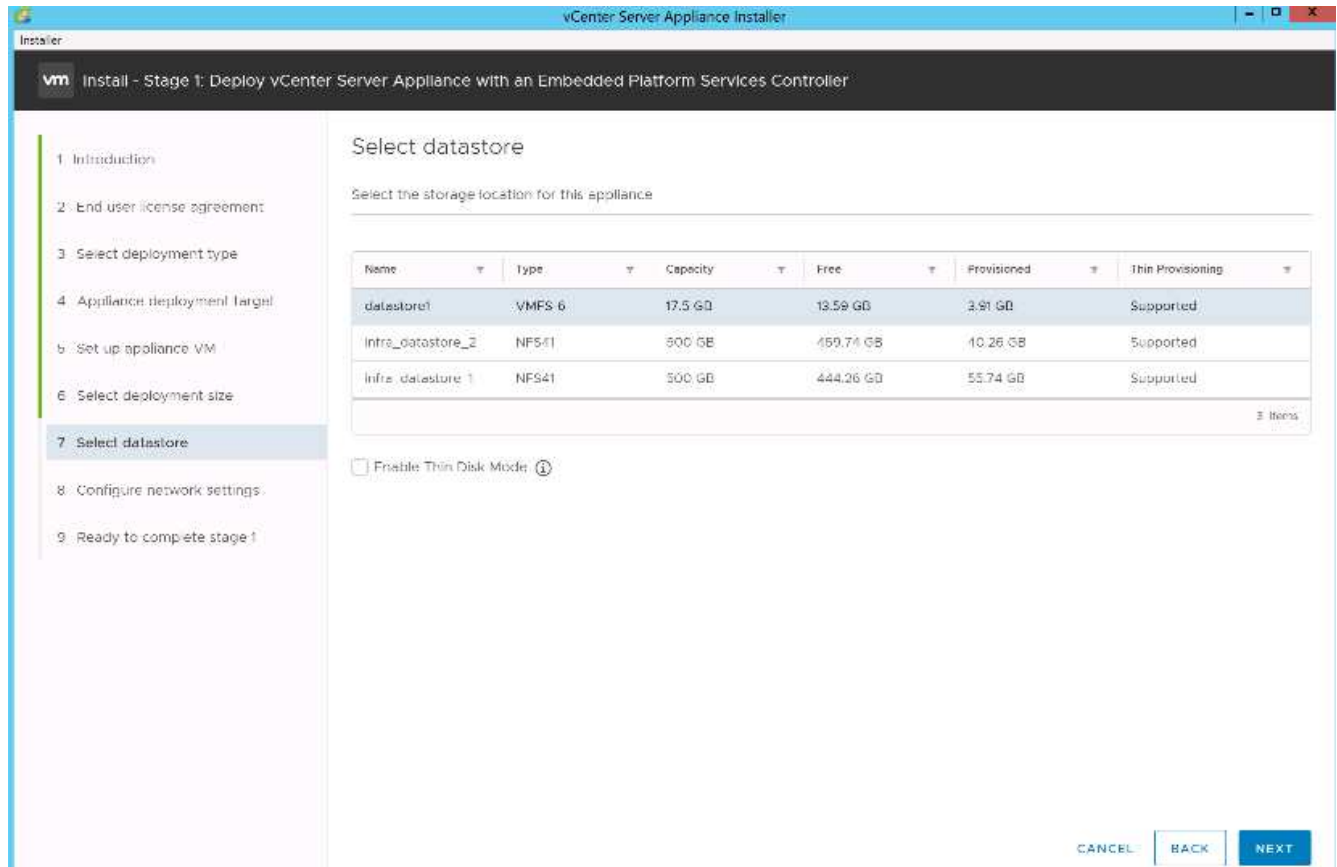 vCenter Server Appliance Installer
Installer
vm Install - Stage 1: Deploy vCenter Server Appliance with an Embedded Platform Services Controller
1 Introduction
2 End user license agreement
3 Select deployment type
4 Appliance deployment target
5 Set up appliance VM
6 Select deployment size
7 Select datastore
8 Configure network settings
9 Ready to complete stage 1
Select datastore
Select the storage location for this appliance
Name Type Capacity Free Provisioned Thin Provisioning
datastore1 VMFS-6 17.5 GB 13.59 GB 3.91 GB Supported
infra_datastore_2 NFS41 500 GB 459.74 GB 40.26 GB Supported
infra_datastore_1 NFS41 500 GB 444.26 GB 55.74 GB Supported
3 items
Enable Thin Disk Mode
CANCEL BACK NEXT